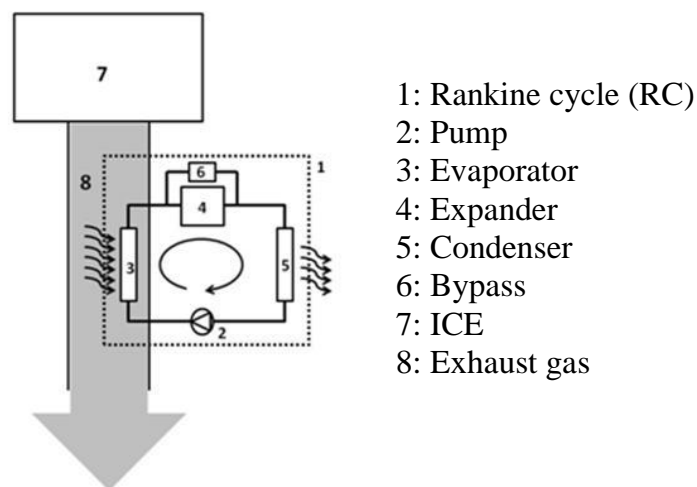 7
8
6
1
4
3
5
2
1: Rankine cycle (RC)
2: Pump
3: Evaporator
4: Expander
5: Condenser
6: Bypass
7: ICE
8: Exhaust gas